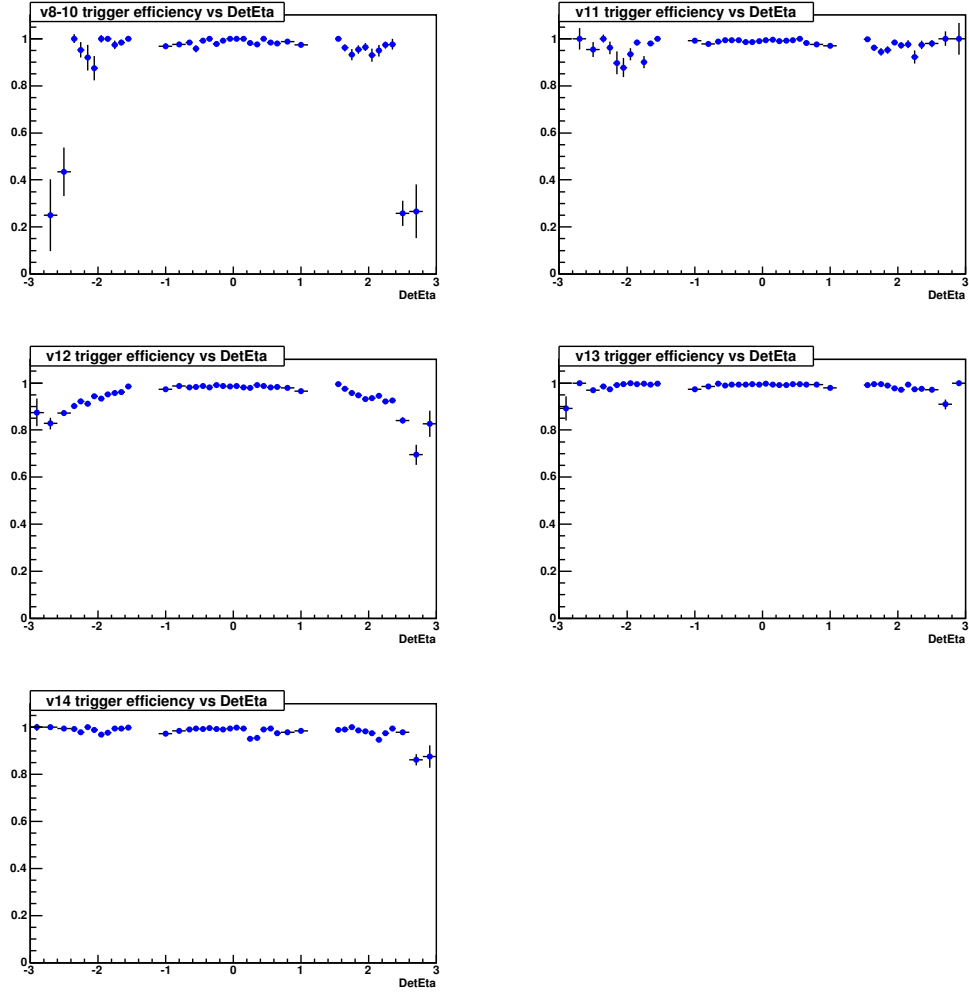 v8-10 trigger efficiency vs DetEta
1
0.8
0.6
0.4
0.2
0
-3 -2 -1 0 1 2 3
DetEta
v11 trigger efficiency vs DetEta
1
0.8
0.6
0.4
0.2
0
-3 -2 -1 0 1 2 3
DetEta
v12 trigger efficiency vs DetEta
1
0.8
0.6
0.4
0.2
0
-3 -2 -1 0 1 2 3
DetEta
v13 trigger efficiency vs DetEta
1
0.8
0.6
0.4
0.2
0
-3 -2 -1 0 1 2 3
DetEta
v14 trigger efficiency vs DetEta
1
0.8
0.6
0.4
0.2
0
-3 -2 -1 0 1 2 3
DetEta